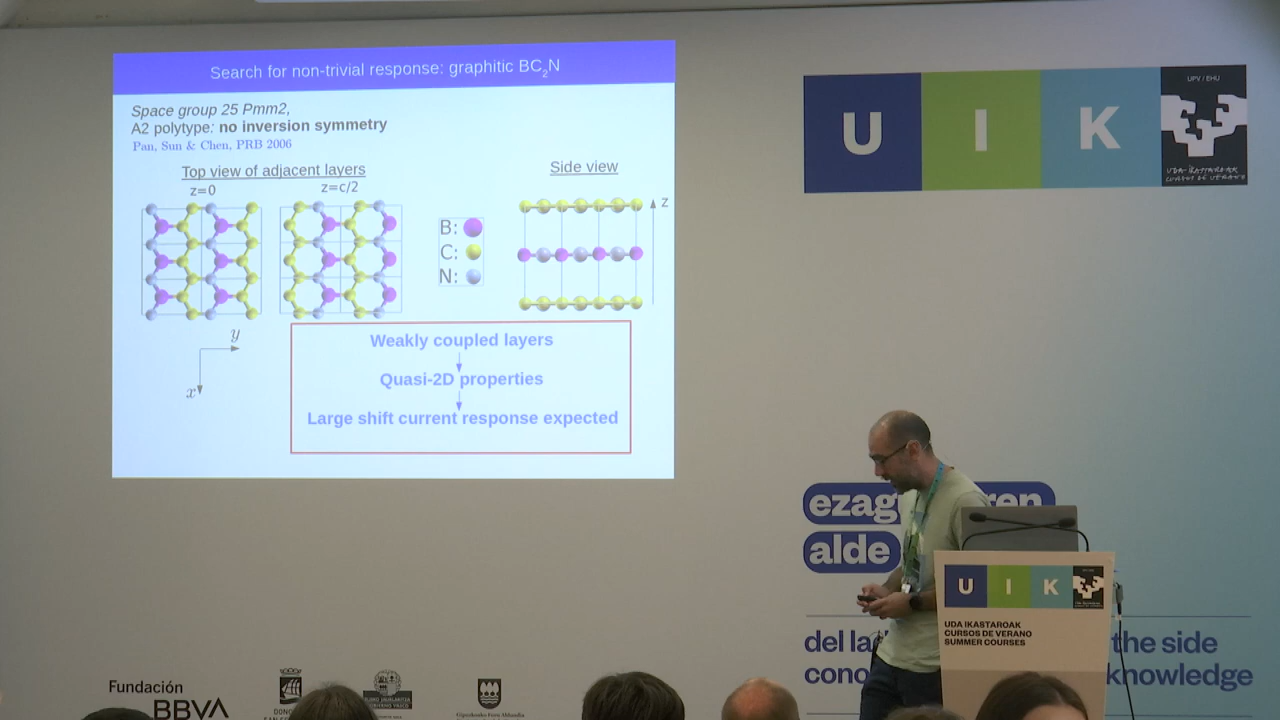 Search for non-trivial response: graphitic BC2N
Space group 25 Pmm2,
A2 polytype: no inversion symmetry
Pan, Sun & Chen, PRB 2006
Top view of adjacent layers
z=0
z=c/2
Side view
z
B:
C:
N:
y
x
Weakly coupled layers
Quasi-2D properties
Large shift current response expected
U I K
UPV / EHU
UDA IKASTAROAK
CURSOS DE VERANO
ezag ren
alde
del la the side
cono knowledge
U I K
UDA IKASTAROAK
CURSOS DE VERANO
SUMMER COURSES
Fundación
BBVA